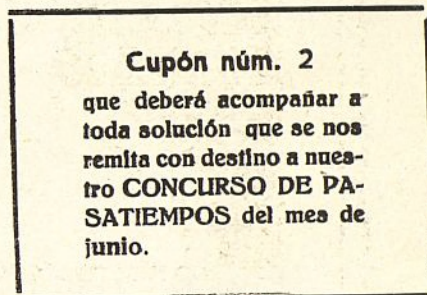 Cupón núm. 2
que deberá acompañar a
toda solución que se nos
remita con destino a nues-
tro CONCURSO DE PA-
SATIEMPOS del mes de
junio.